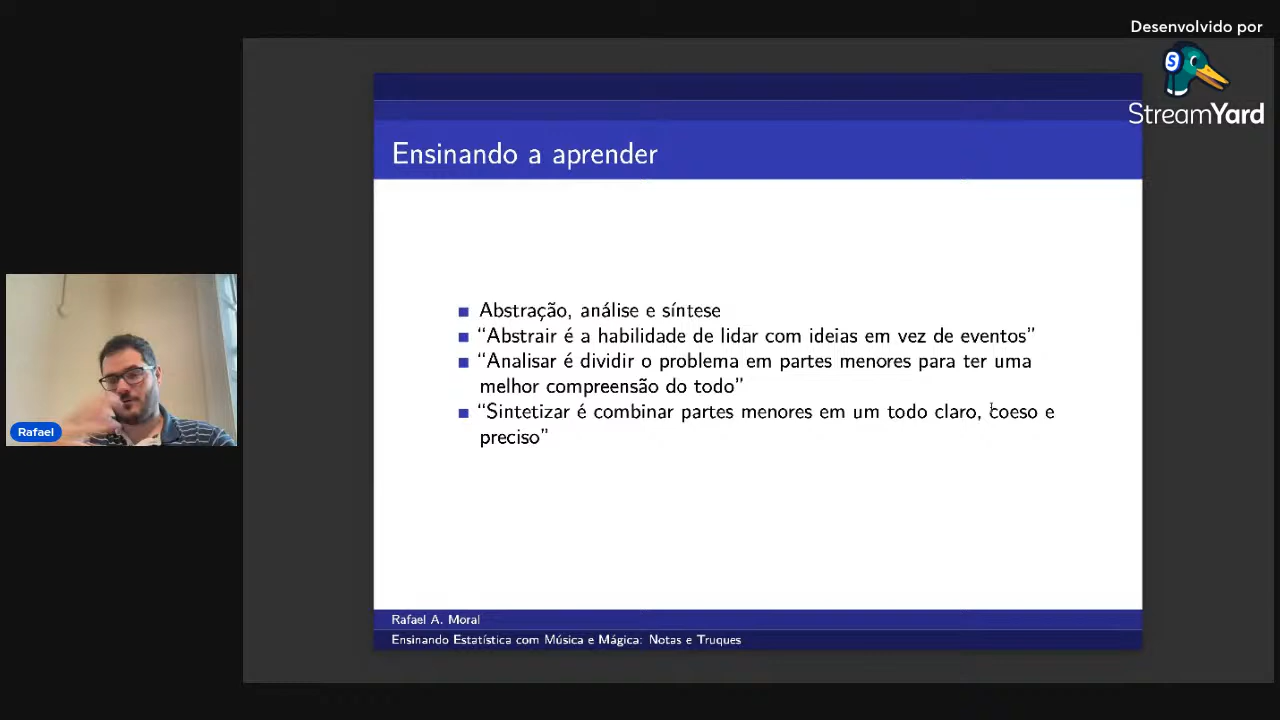 Desenvolvido por
StreamYard
Ensinando a aprender
Abstração, análise e síntese
“Abstrair é a habilidade de lidar com ideias em vez de eventos”
“Analisar é dividir o problema em partes menores para ter uma
melhor compreensão do todo”
“Sintetizar é combinar partes menores em um todo claro, coeso e
preciso”
Rafael
Rafael A. Moral
Ensinando Estatística com Música e Mágica: Notas e Truques